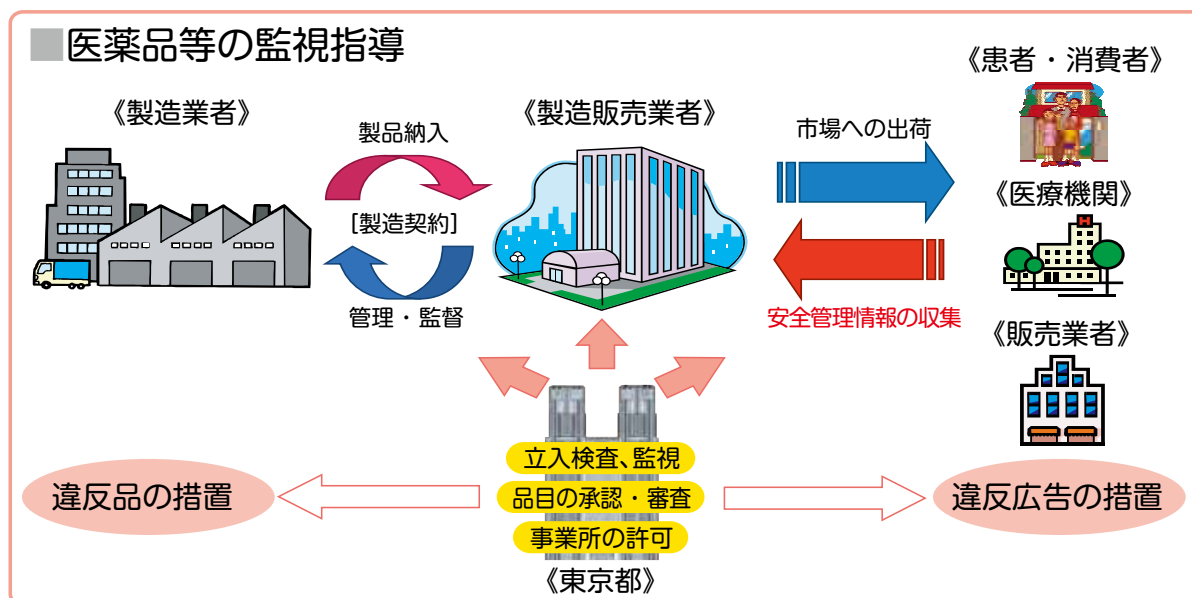 ■医薬品等の監視指導
《患者・消費者》
《製造業者》
《製造販売業者》
製品納入
市場への出荷
《医療機関》
H
[製造契約]
管理・監督
安全管理情報の収集
《販売業者》
立入検査、監視
違反品の措置
品目の承認・審査
違反広告の措置
事業所の許可
《東京都》